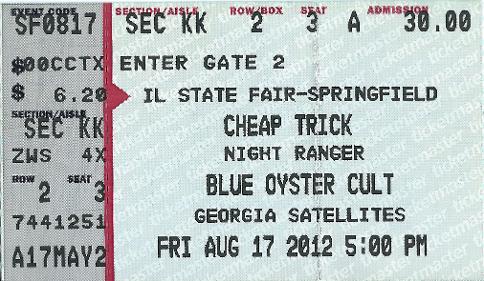 EVENT CODE SECTION/AISLE ROW/BOX SEAT ADMISSION
SF0817 SEC KK 2 3 A 30.00
$00CCTX ENTER GATE 2
$ 6.20 IL STATE FAIR-SPRINGFIELD
SECTION/AISLE
SEC KK CHEAP TRICK
ZWS 4X NIGHT RANGER
ROW SEAT
2 3 BLUE OYSTER CULT
7441251 GEORGIA SATELLITES
A17MAY2 FRI AUG 17 2012 5:00 PM